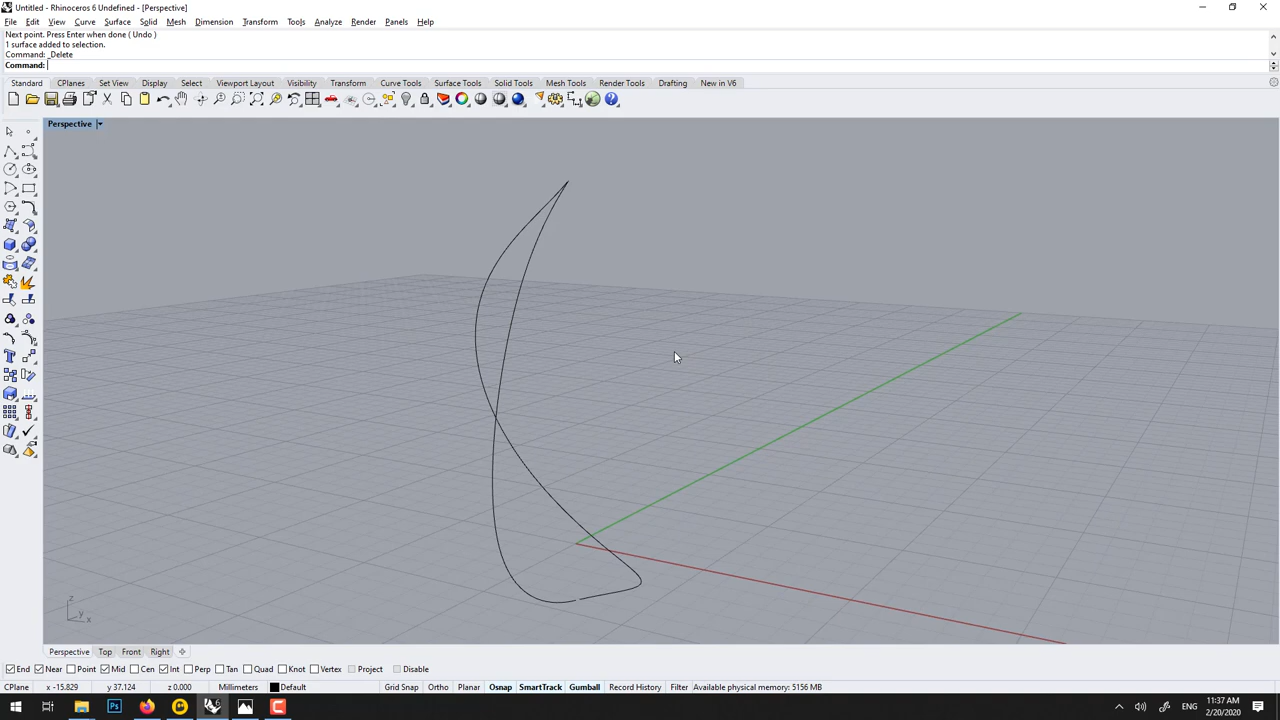 Untitled - Rhinoceros 6 Undefined - [Perspective]
File Edit View Curve Surface Solid Mesh Dimension Transform Tools Analyze Render Panels Help
Next point. Press Enter when done ( Undo )
1 surface added to selection.
Command: _Delete
Command:
Standard CPlanes Set View Display Select Viewport Layout Visibility Transform Curve Tools Surface Tools Solid Tools Mesh Tools Render Tools Drafting New in V6
Perspective
z
y
x
Perspective Top Front Right
End Near Point Mid Cen Int Perp Tan Quad Knot Vertex Project Disable
CPlane x -15.829 y 37.124 z 0.000 Millimeters Default Grid Snap Ortho Planar Osnap SmartTrack Gumball Record History Filter Available physical memory: 5156 MB
Ps ENG 11:37 AM
2/20/2020